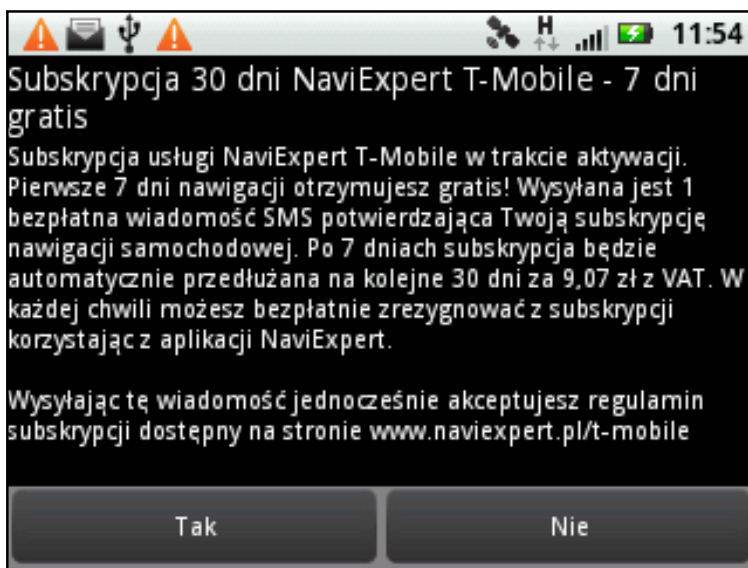 H 11:54
Subskrypcja 30 dni NaviExpert T-Mobile - 7 dni
gratis
Subskrypcja usługi NaviExpert T-Mobile w trakcie aktywacji.
Pierwsze 7 dni nawigacji otrzymujesz gratis! Wysyłana jest 1
bezpłatna wiadomość SMS potwierdzająca Twoją subskrypcję
nawigacji samochodowej. Po 7 dniach subskrypcja będzie
automatycznie przedłużana na kolejne 30 dni za 9,07 zł z VAT. W
każdej chwili możesz bezpłatnie zrezygnować z subskrypcji
korzystając z aplikacji NaviExpert.
Wysyłając tę wiadomość jednocześnie akceptujesz regulamin
subskrypcji dostępny na stronie www.naviexpert.pl/t-mobile
Tak Nie